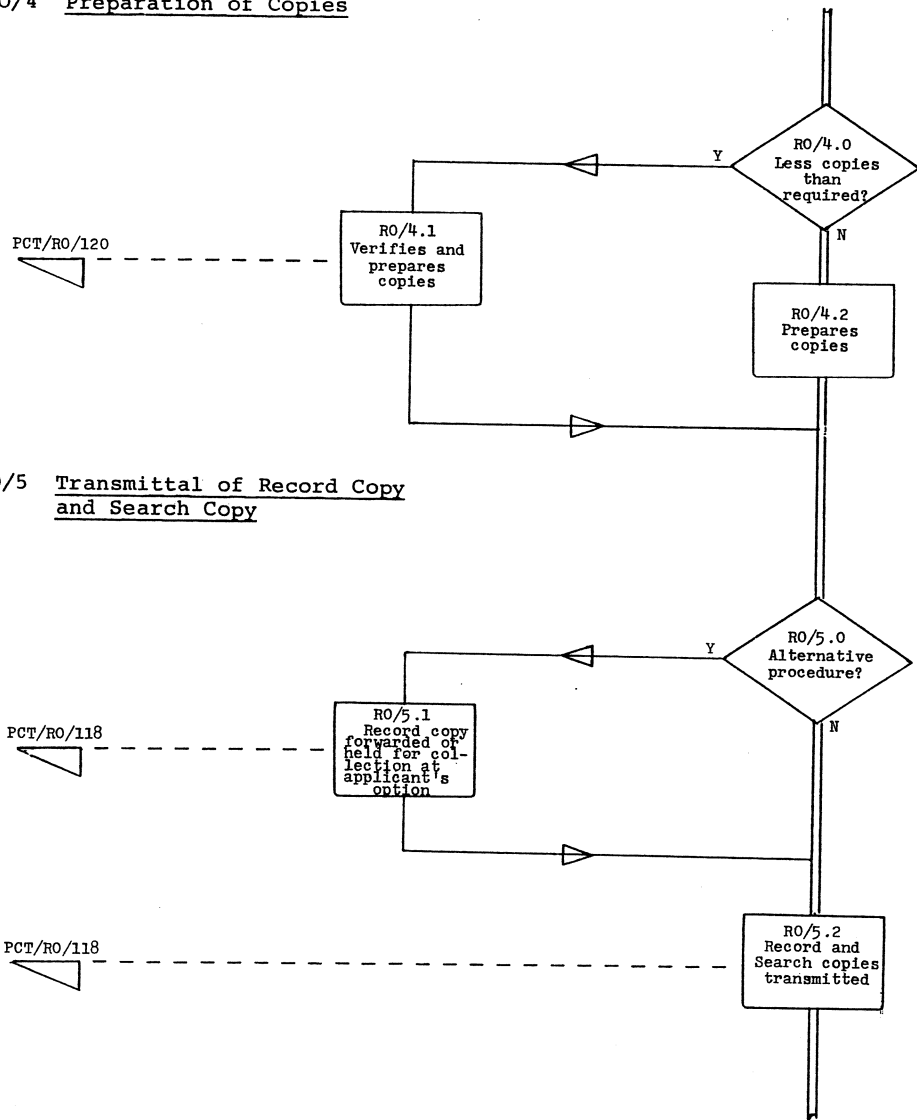 O/4 Preparation of Copies
RO/4.0
Less copies
than
required?
Y
N
PCT/RO/120
RO/4.1
Verifies and
prepares
copies
RO/4.2
Prepares
copies
/5 Transmittal of Record Copy
and Search Copy
RO/5.0
Alternative
procedure?
Y
N
PCT/RO/118
RO/5.1
Record copy
forwarded or
held for col-
lection at
applicant's
option
PCT/RO/118
RO/5.2
Record and
Search copies
transmitted